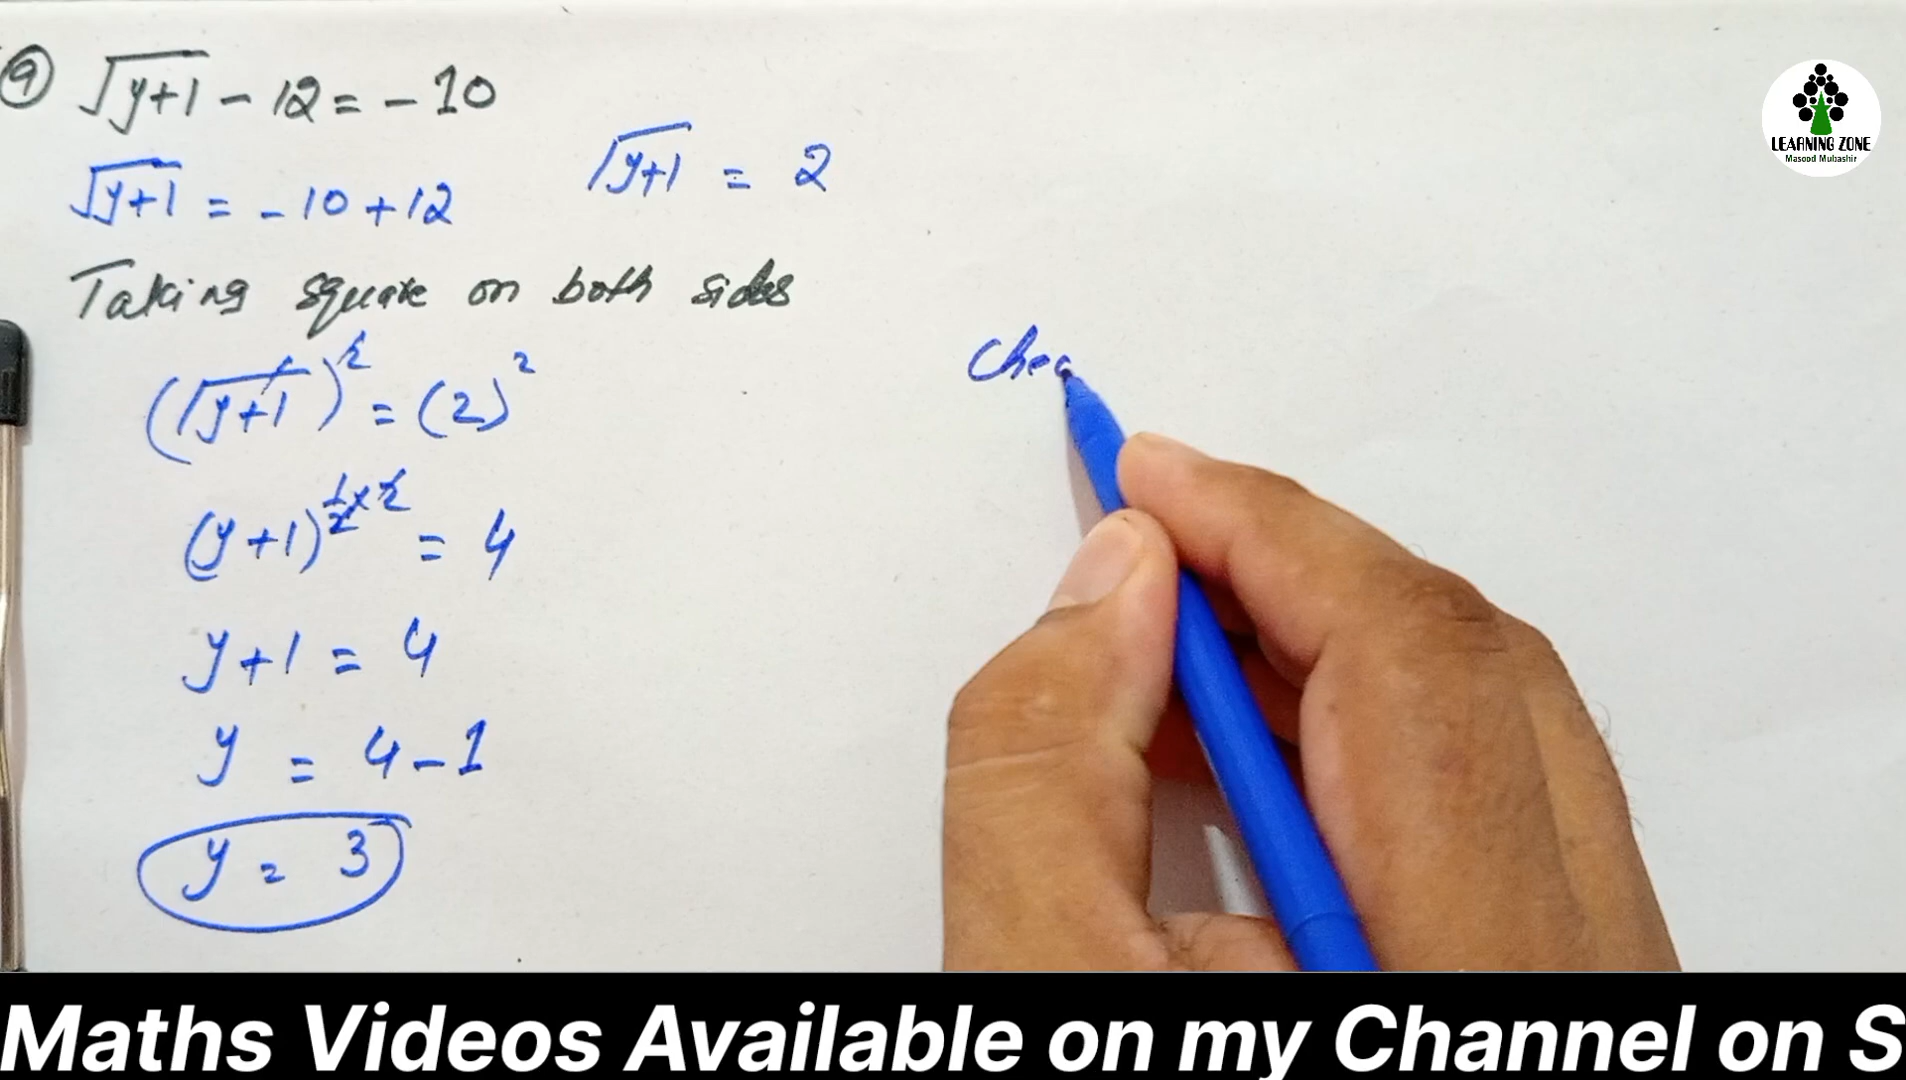 9 √y+1 - 12 = - 10
√y+1 = - 10 + 12
√y+1 = 2
Taking square on both sides
(√y+1)² = (2)²
(y+1)^1/2×2 = 4
y+1 = 4
y = 4-1
y = 3
Chec
LEARNING ZONE
Masood Mubashir
Maths Videos Available on my Channel on S